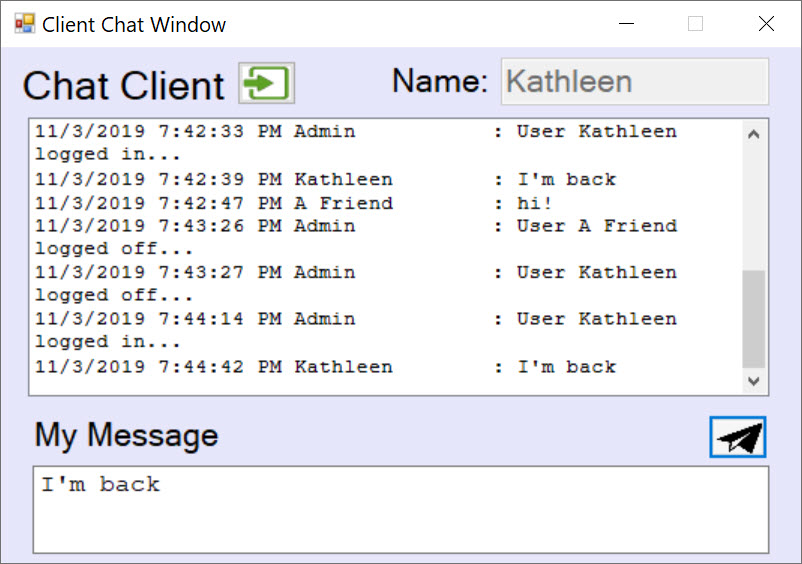 Client Chat Window
Chat Client
Name: Kathleen
11/3/2019 7:42:33 PM Admin : User Kathleen
logged in...
11/3/2019 7:42:39 PM Kathleen : I'm back
11/3/2019 7:42:47 PM A Friend : hi!
11/3/2019 7:43:26 PM Admin : User A Friend
logged off...
11/3/2019 7:43:27 PM Admin : User Kathleen
logged off...
11/3/2019 7:44:14 PM Admin : User Kathleen
logged in...
11/3/2019 7:44:42 PM Kathleen : I'm back
My Message
I'm back